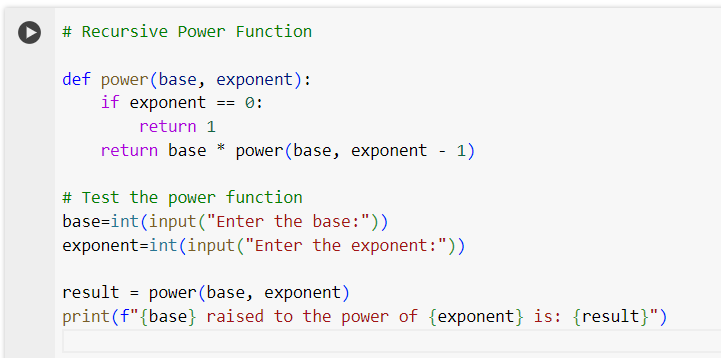 # Recursive Power Function
def power(base, exponent):
    if exponent == 0:
        return 1
    return base * power(base, exponent - 1)
# Test the power function
base=int(input("Enter the base:"))
exponent=int(input("Enter the exponent:"))
result = power(base, exponent)
print(f"{base} raised to the power of {exponent} is: {result}")